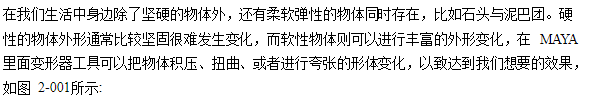 在我们生活中身边除了坚硬的物体外，还有柔软弹性的物体同时存在，比如石头与泥巴团。硬
性的物体外形通常比较坚固很难发生变化，而软性物体则可以进行丰富的外形变化，在 MAYA
里面变形器工具可以把物体积压、扭曲、或者进行夸张的形体变化，以致达到我们想要的效果，
如图 2-001所示: